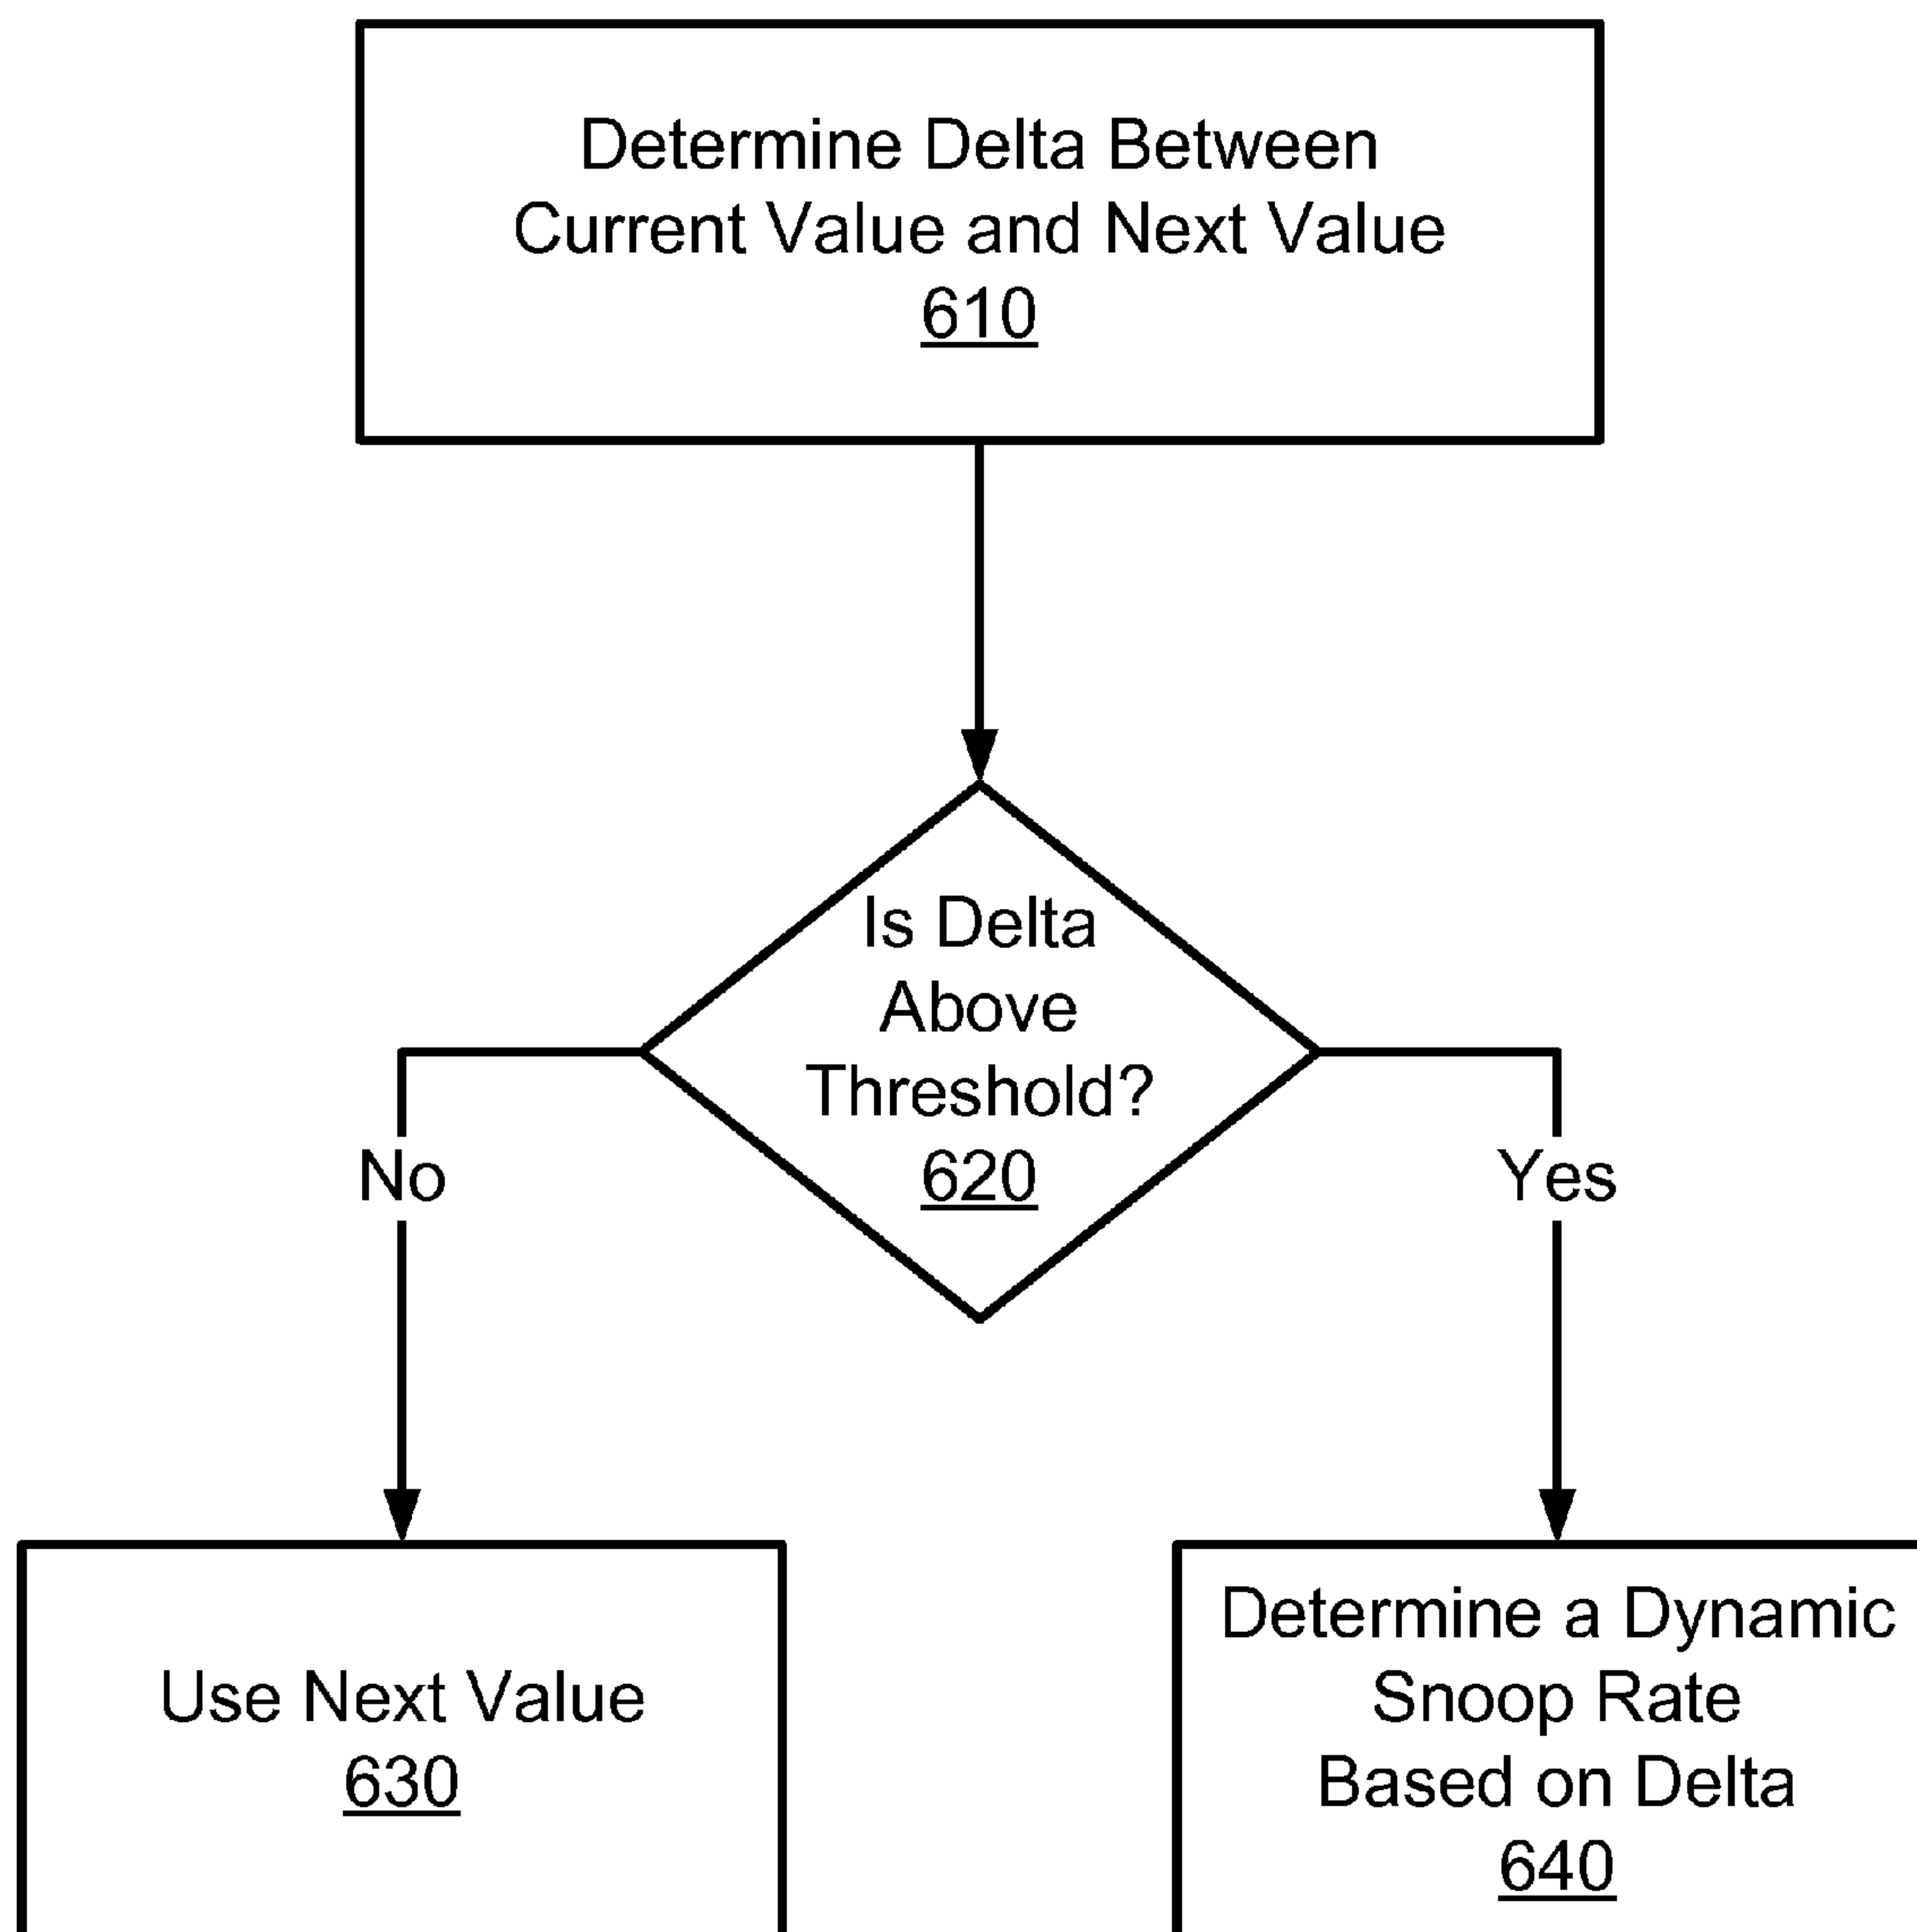 Determine Delta Between
Current Value and Next Value
610
Is Delta
Above
Threshold?
620
No
Yes
Use Next Value
630
Determine a Dynamic
Snoop Rate
Based on Delta
640